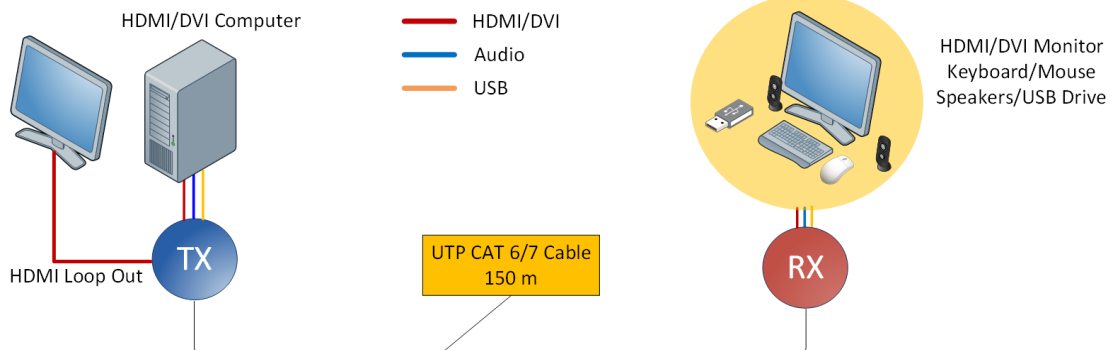 HDMI/DVI Computer
HDMI/DVI
Audio
USB
HDMI/DVI Monitor
Keyboard/Mouse
Speakers/USB Drive
TX
HDMI Loop Out
UTP CAT 6/7 Cable
150 m
RX